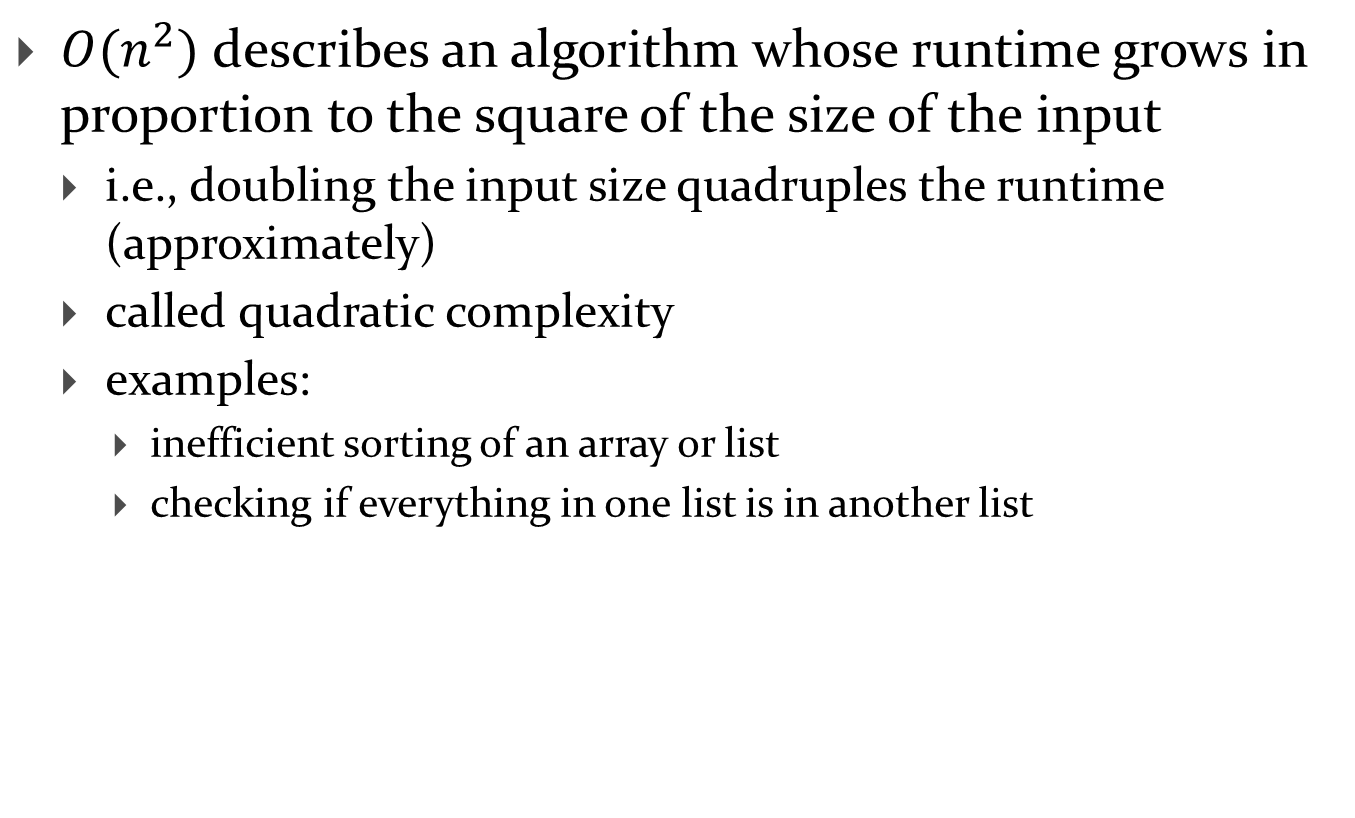 O(n²) describes an algorithm whose runtime grows in
proportion to the square of the size of the input
i.e., doubling the input size quadruples the runtime
(approximately)
called quadratic complexity
examples:
inefficient sorting of an array or list
checking if everything in one list is in another list